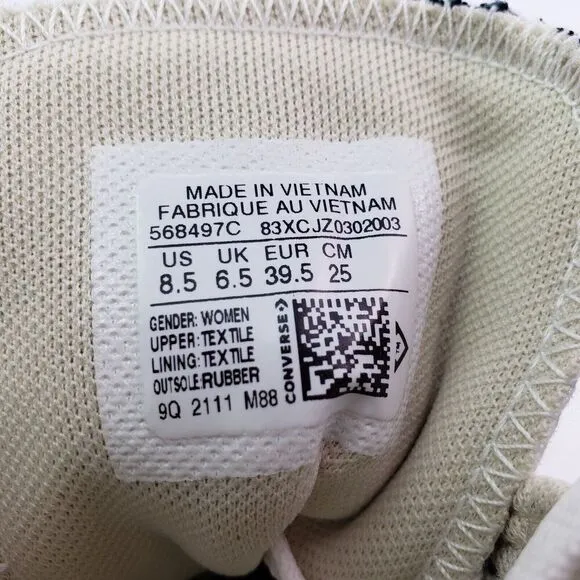 MADE IN VIETNAM
FABRIQUE AU VIETNAM
568497C 83XCJZ0302003
US UK EUR CM
8.5 6.5 39.5 25
GENDER: WOMEN
UPPER: TEXTILE
LINING: TEXTILE
OUTSOLE: RUBBER
9Q 2111 M88
CONVERSE
TM